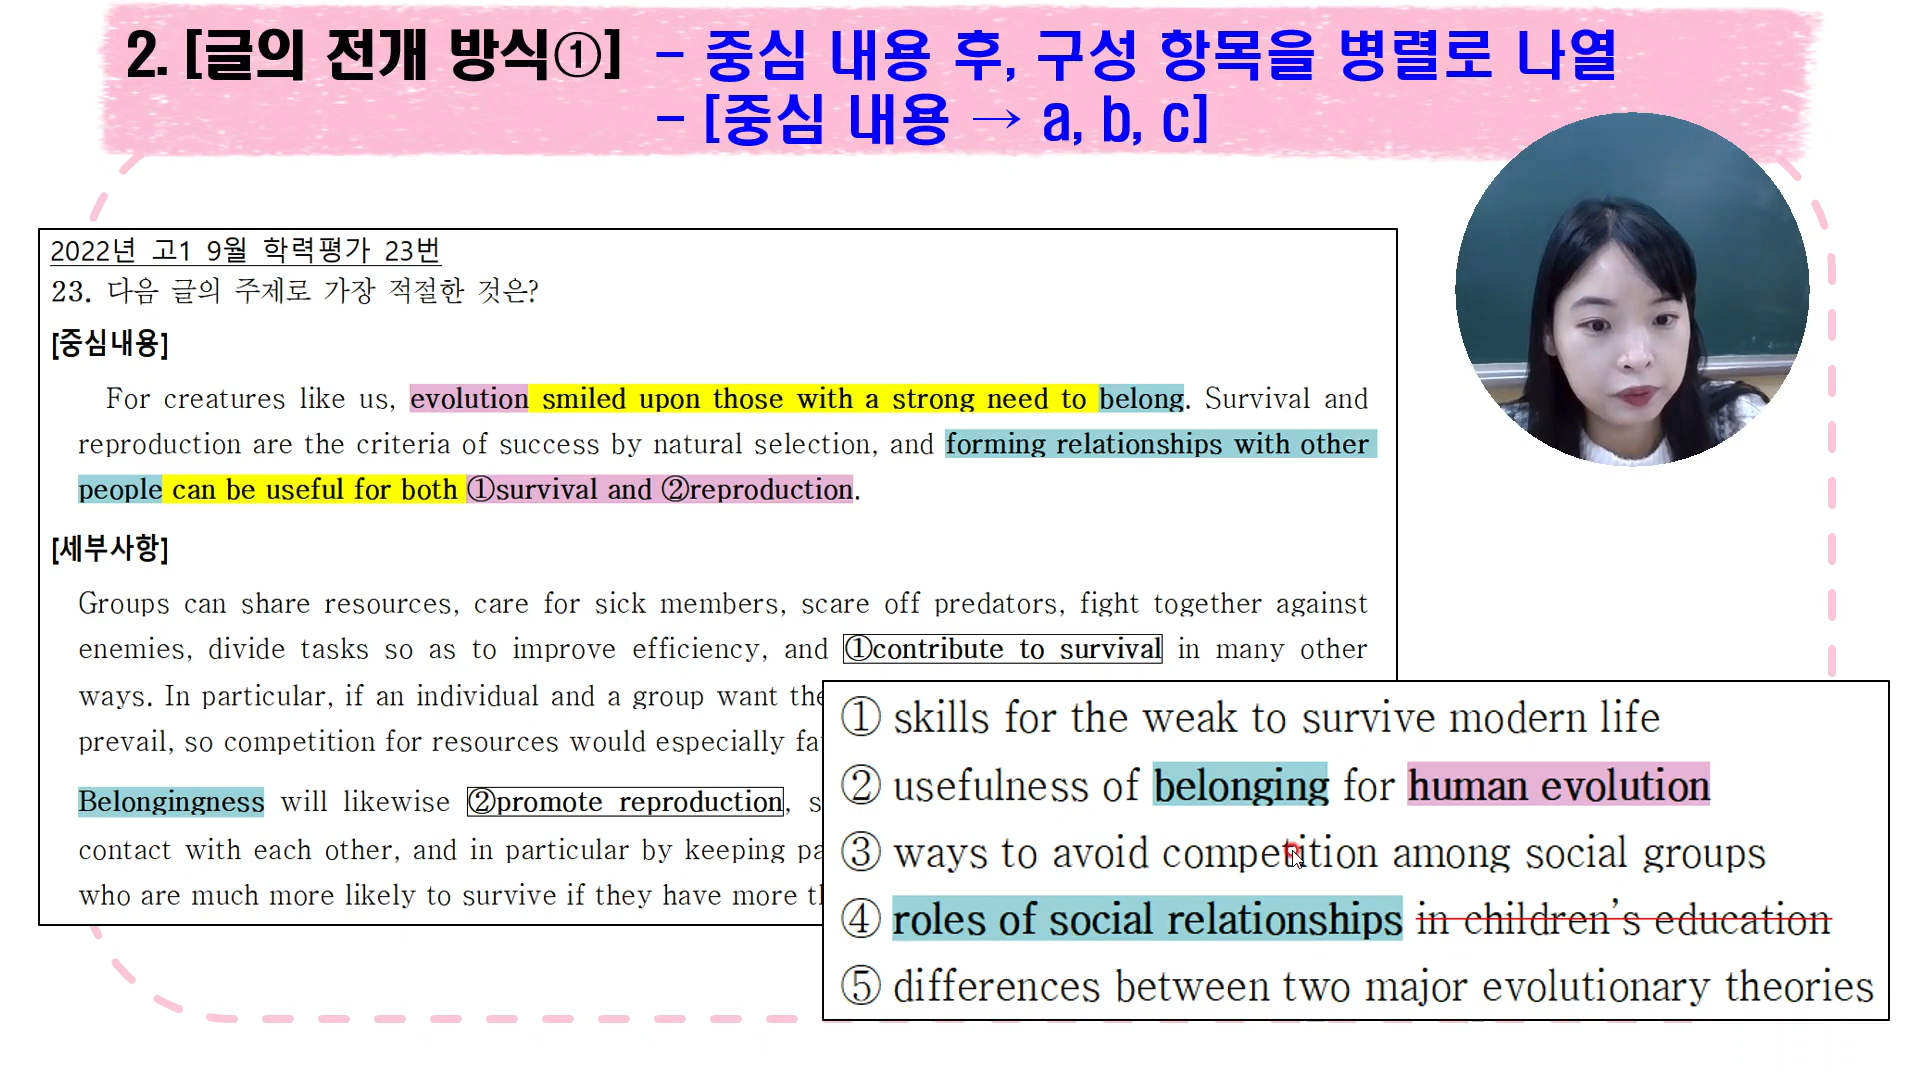 2. [글의 전개 방식①] - 중심 내용 후, 구성 항목을 병렬로 나열
- [중심 내용 → a, b, c]
2022년 고1 9월 학력평가 23번
23. 다음 글의 주제로 가장 적절한 것은?
[중심내용]
For creatures like us, evolution smiled upon those with a strong need to belong. Survival and
reproduction are the criteria of success by natural selection, and forming relationships with other
people can be useful for both ①survival and ②reproduction.
[세부사항]
Groups can share resources, care for sick members, scare off predators, fight together against
enemies, divide tasks so as to improve efficiency, and ①contribute to survival in many other
ways. In particular, if an individual and a group want the
prevail, so competition for resources would especially fa
Belongingness will likewise ②promote reproduction, s
contact with each other, and in particular by keeping pa
who are much more likely to survive if they have more t
① skills for the weak to survive modern life
② usefulness of belonging for human evolution
③ ways to avoid competition among social groups
④ roles of social relationships in children's education
⑤ differences between two major evolutionary theories